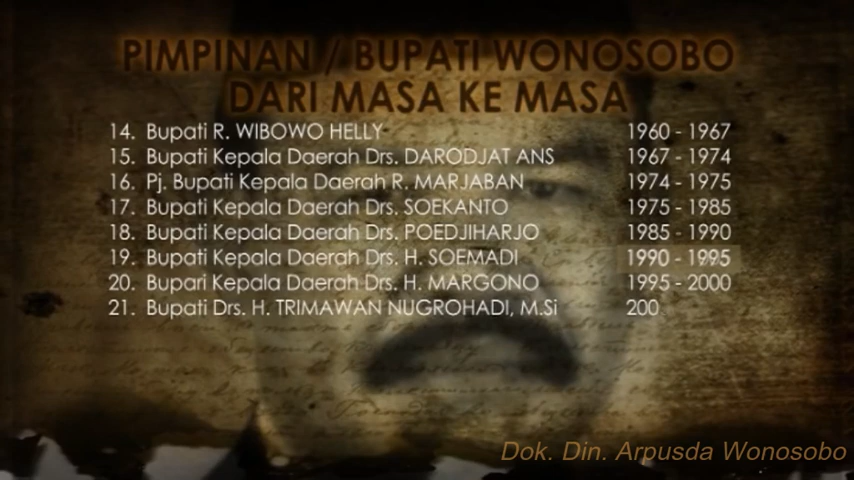 PIMPINAN / BUPATI WONOSOBO
DARI MASA KE MASA
14. Bupati R. WIBOWO HELLY 1960 - 1967
15. Bupati Kepala Daerah Drs. DARODJAT ANS 1967 - 1974
16. Pj. Bupati Kepala Daerah R. MARJABAN 1974 - 1975
17. Bupati Kepala Daerah Drs. SOEKANTO 1975 - 1985
18. Bupati Kepala Daerah Drs. POEDJIHARJO 1985 - 1990
19. Bupati Kepala Daerah Drs. H. SOEMADI 1990 - 1995
20. Bupari Kepala Daerah Drs. H. MARGONO 1995 - 2000
21. Bupati Drs. H. TRIMAWAN NUGROHADI, M.Si 200
Dok. Din. Arpusda Wonosobo